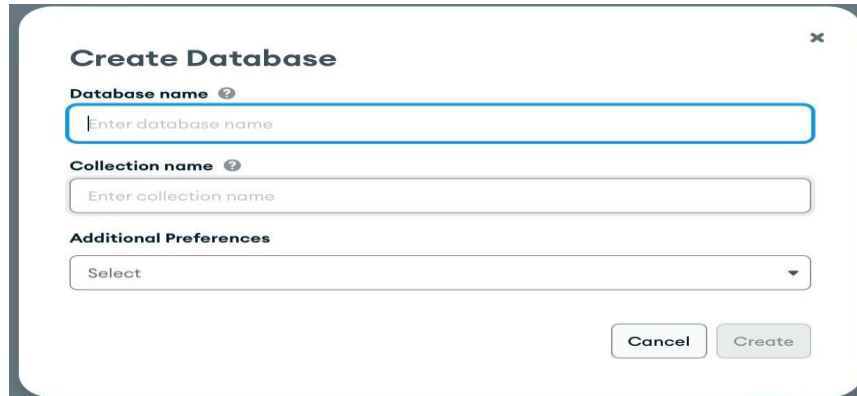 Create Database
Database name
Enter database name
Collection name
Enter collection name
Additional Preferences
Select
Cancel Create